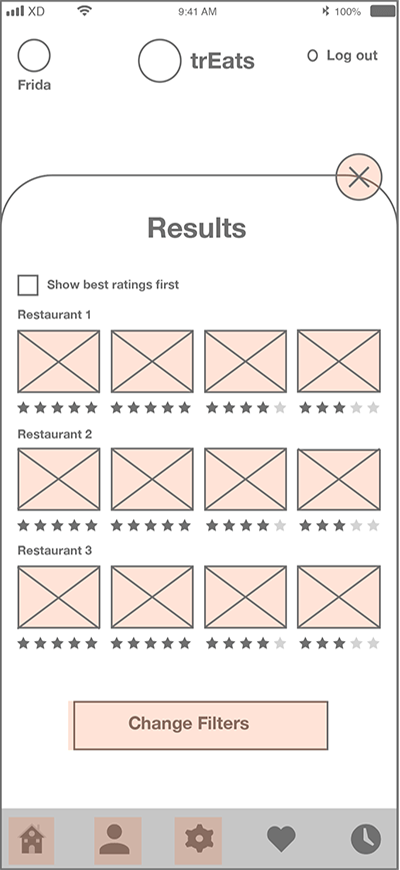 XD 9:41 AM 100%
trEats Log out
Frida
Results
Show best ratings first
Restaurant 1
Restaurant 2
Restaurant 3
Change Filters